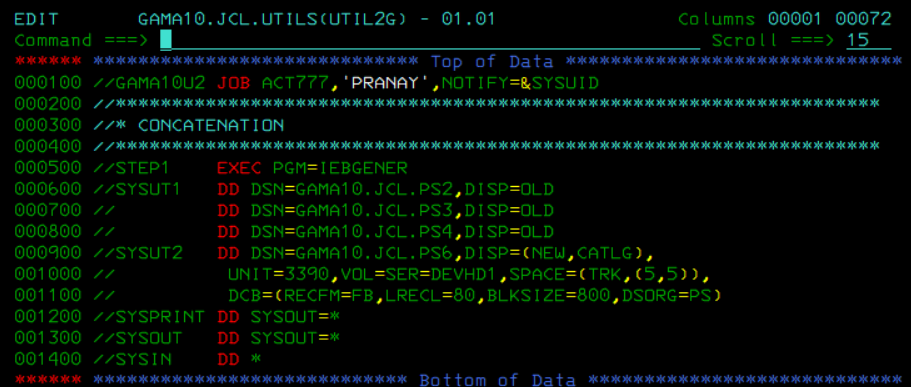 EDIT       GAMA10.JCL.UTILS(UTIL2G) - 01.01                    Columns 00001 00072
Command ===>                                                   Scroll ===> 15
****** ***************************** Top of Data ******************************
000100 //GAMA10U2 JOB ACT777,'PRANAY',NOTIFY=&SYSUID
000200 //*********************************************************************
000300 //* CONCATENATION
000400 //*********************************************************************
000500 //STEP1    EXEC PGM=IEBGENER
000600 //SYSUT1   DD DSN=GAMA10.JCL.PS2,DISP=OLD
000700 //         DD DSN=GAMA10.JCL.PS3,DISP=OLD
000800 //         DD DSN=GAMA10.JCL.PS4,DISP=OLD
000900 //SYSUT2   DD DSN=GAMA10.JCL.PS6,DISP=(NEW,CATLG),
001000 //          UNIT=3390,VOL=SER=DEVHD1,SPACE=(TRK,(5,5)),
001100 //          DCB=(RECFM=FB,LRECL=80,BLKSIZE=800,DSORG=PS)
001200 //SYSPRINT DD SYSOUT=*
001300 //SYSOUT   DD SYSOUT=*
001400 //SYSIN    DD *
****** **************************** Bottom of Data ****************************